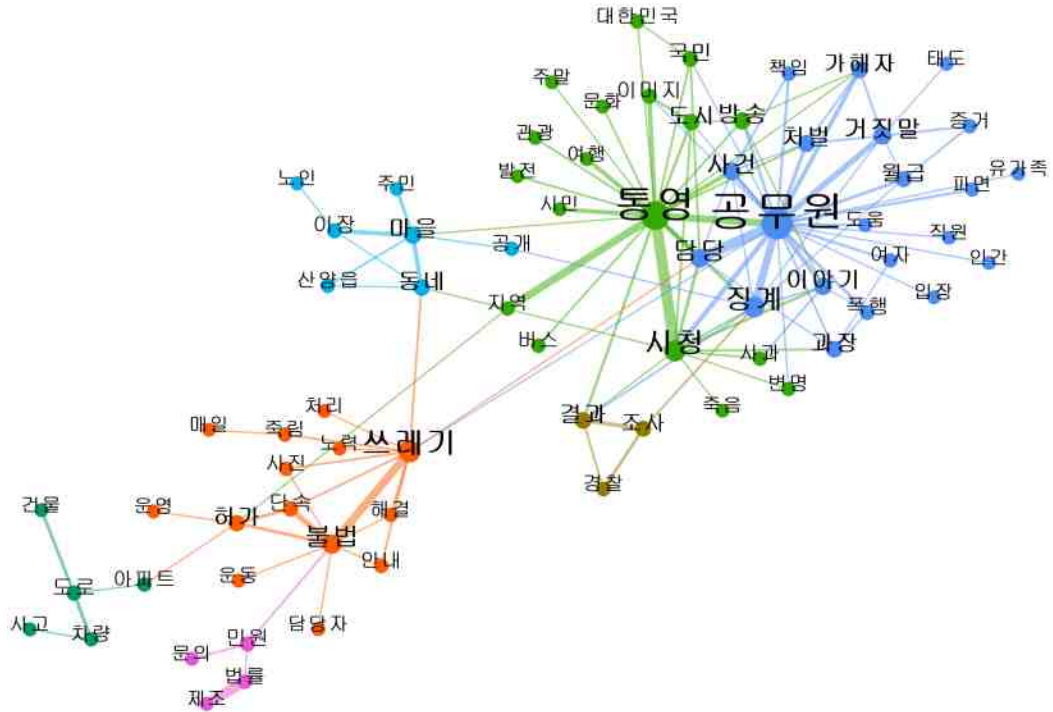 대한민국
국민
주말
이미지
문화
도시
방송
책임
가해자
태도
관광
여행
사건
처벌
거짓말
증거
발전
월급
유가족
파면
노인
주민
시민
통영
공무원
이장
마을
공개
담당
도움
직원
여자
인간
산양읍
동네
지역
징계
이야기
입장
폭행
버스
시청
사과
과장
변명
죽음
처리
결과
조사
매일
죽림
노력
쓰레기
사진
경찰
건물
운영
허가
단속
해결
불법
도로
아파트
운동
안내
사고
차량
담당자
문의
민원
법률
제조